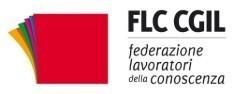 FLC CGIL
federazione
lavoratori
della conoscenza